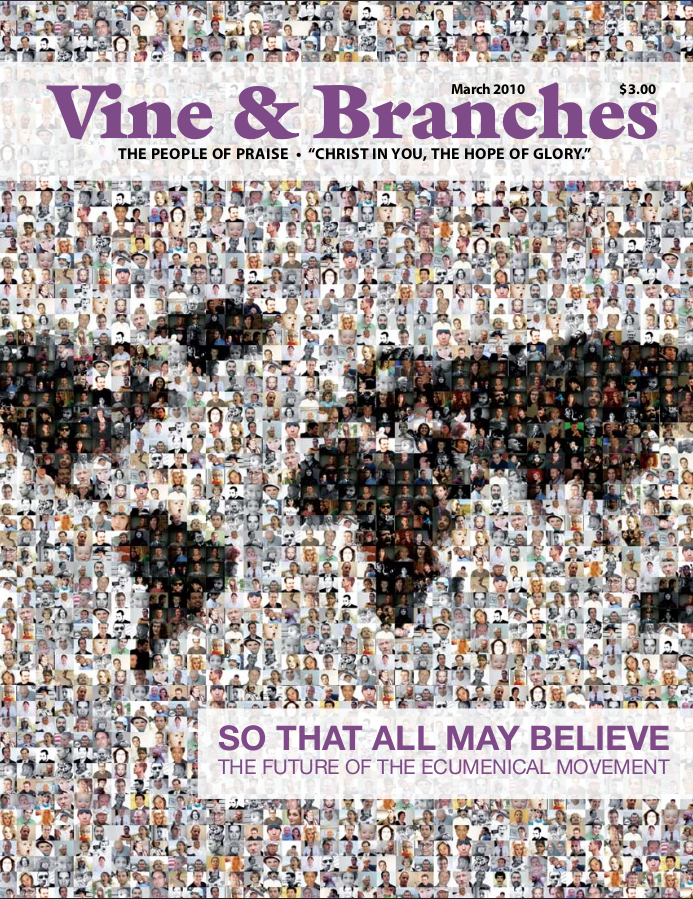 March 2010 $3.00
Vine & Branches
THE PEOPLE OF PRAISE • “CHRIST IN YOU, THE HOPE OF GLORY.”
SO THAT ALL MAY BELIEVE
THE FUTURE OF THE ECUMENICAL MOVEMENT